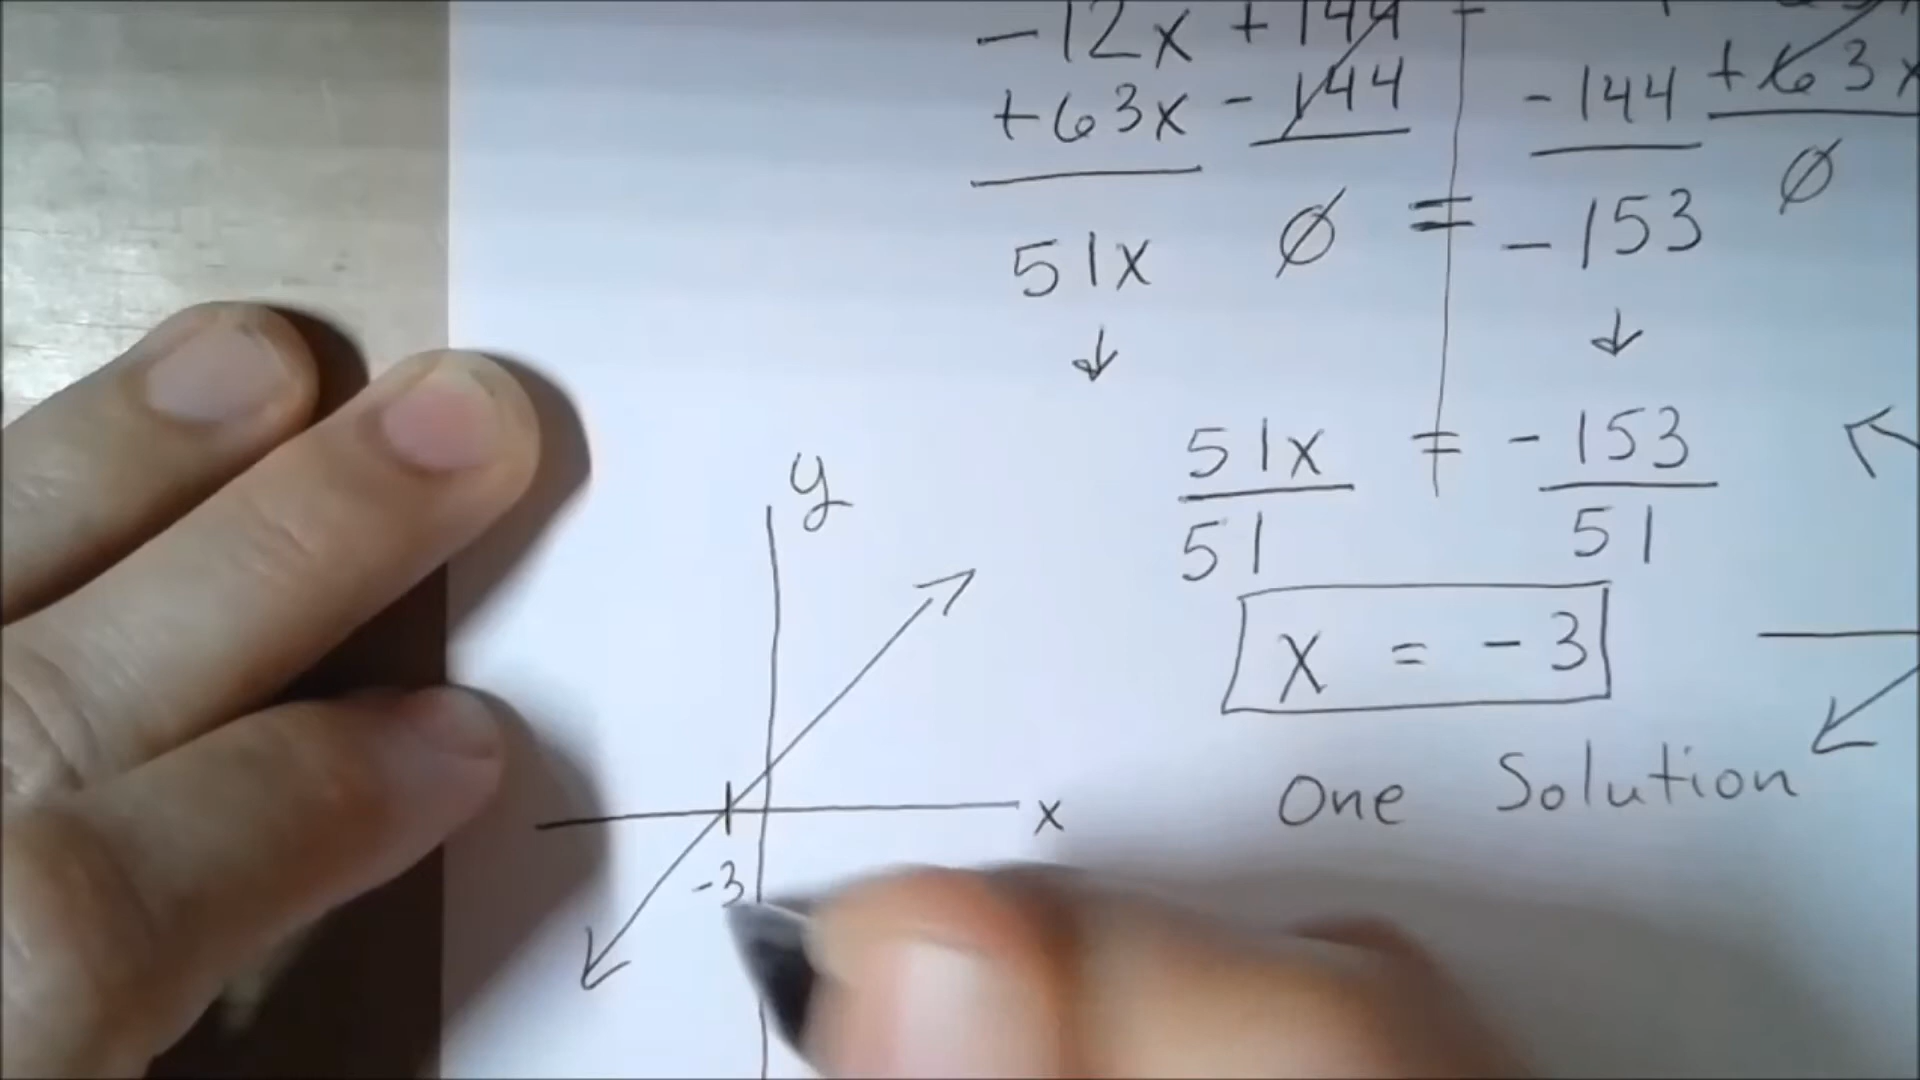 -12x + 144 =
+63x - 144 - 144 + 63x
51x Ø = -153 Ø
↓ ↓
51x = -153
51 51
x = -3
One Solution
y
x
-3